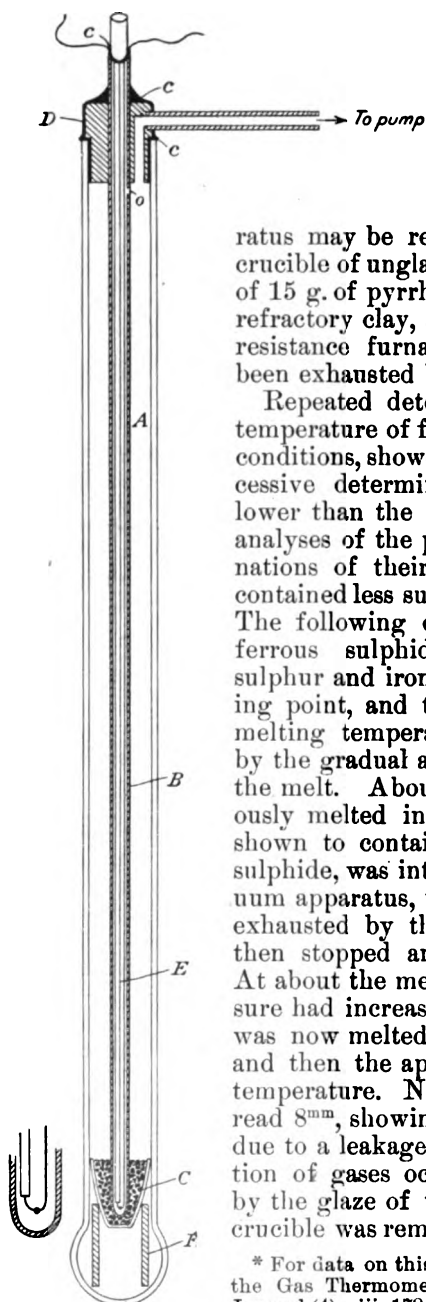 c
c
D
To pump
c
o
A
B
E
C
F
ratus may be re
crucible of ungla
of 15 g. of pyrrh
refractory clay,
resistance furna
been exhausted
Repeated dete
temperature of f
conditions, show
cessive determi
lower than the
analyses of the p
nations of their
contained less su
The following e
ferrous sulphid
sulphur and iron
ing point, and t
melting tempera
by the gradual a
the melt. Abou
ously melted in
shown to contai
sulphide, was int
uum apparatus,
exhausted by th
then stopped an
At about the me
sure had increas
was now melted
and then the ap
temperature. N
read 8mm, showin
due to a leakage
tion of gases oc
by the glaze of
crucible was rem
* For data on this
the Gas Thermome